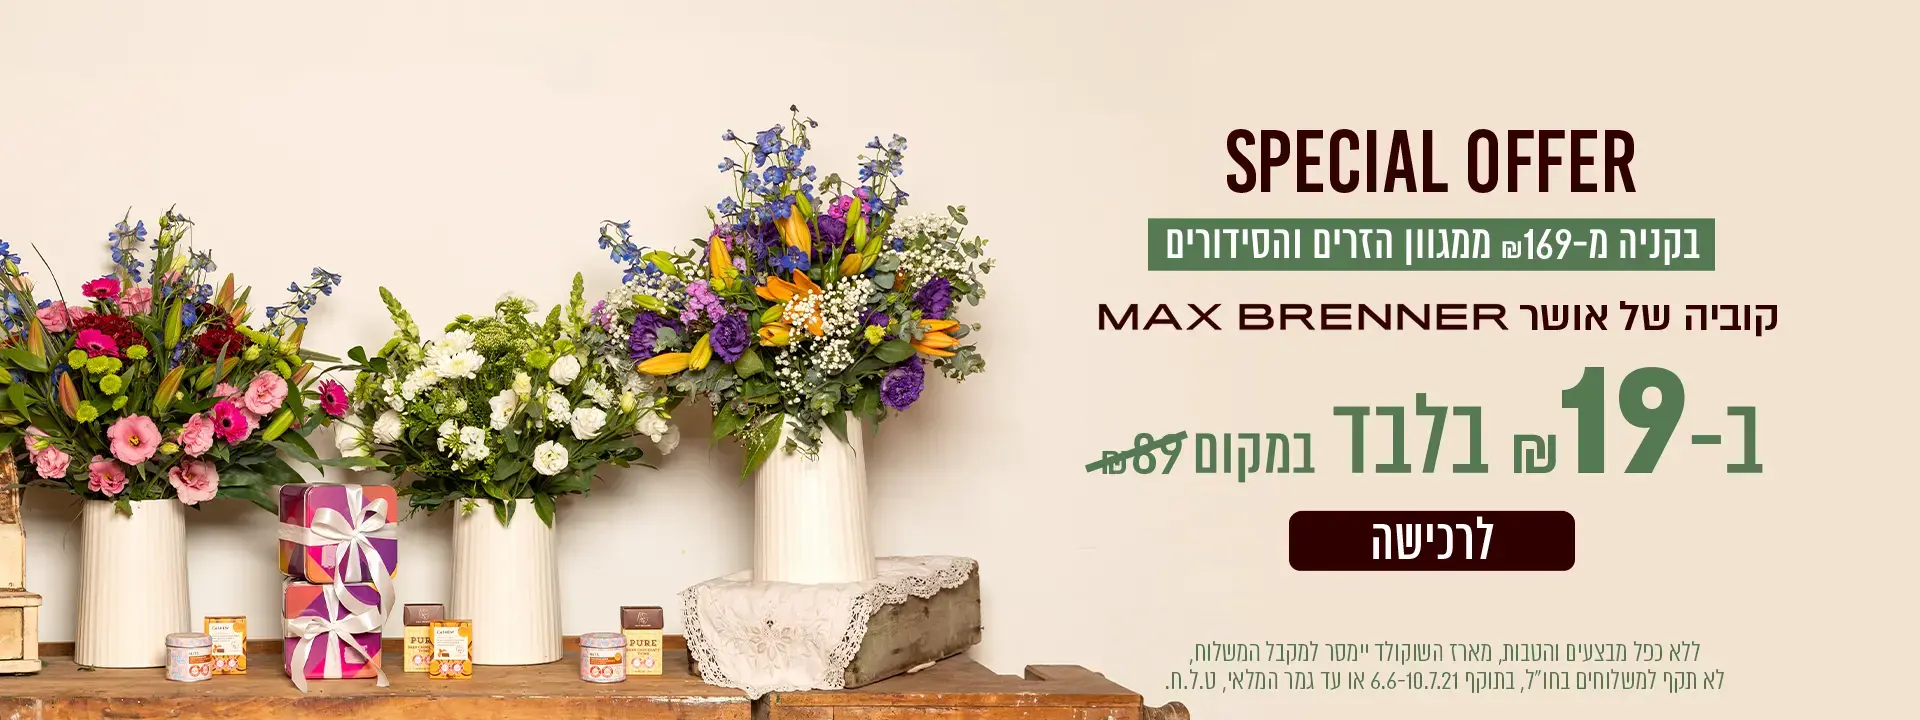 SPECIAL OFFER
בקניה מ-169₪ ממגוון הזרים והסידורים
קוביה של אושר MAX BRENNER
ב-19₪ בלבד במקום 89₪
לרכישה
ללא כפל מבצעים והטבות, מארז השוקולד יימסר למקבל המשלוח,
לא תקף למשלוחים בחו"ל, בתוקף 6.6-10.7.21 או עד גמר המלאי, ט.ל.ח.
PURE